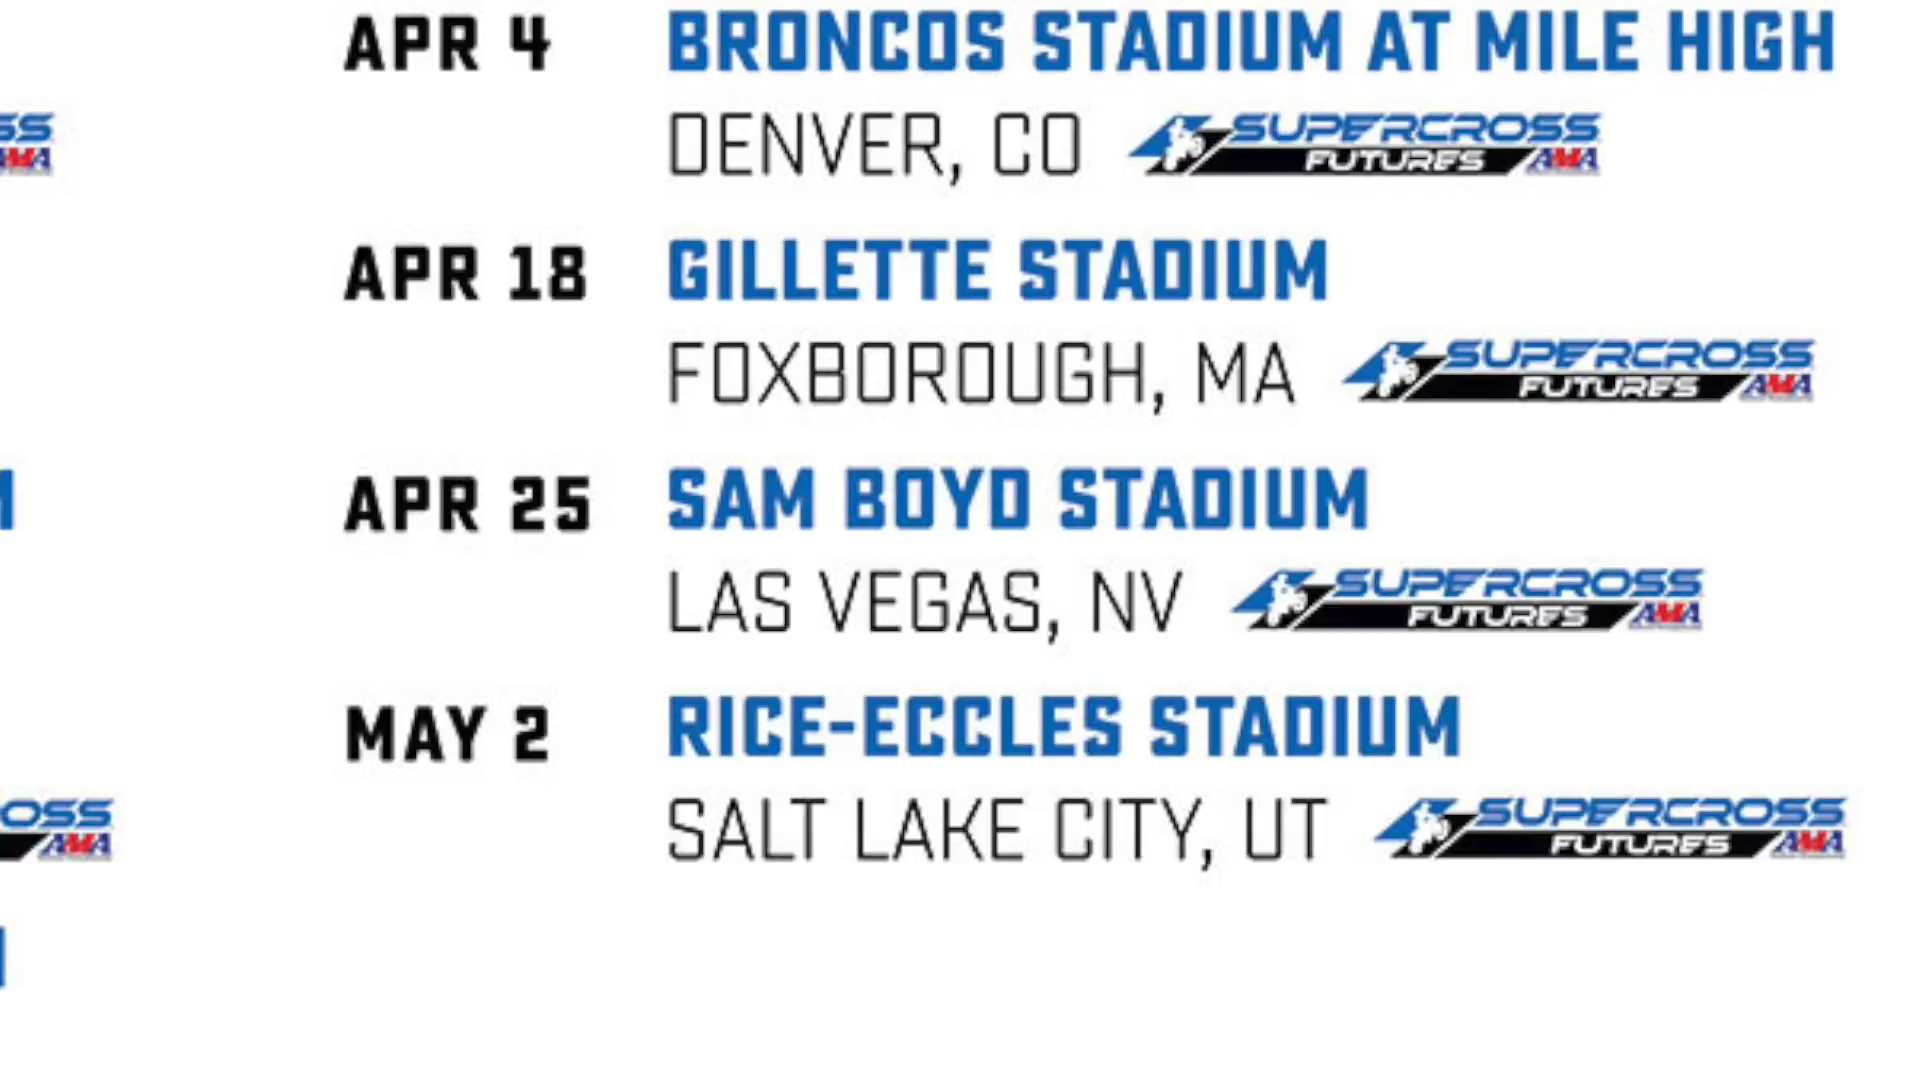 APR 4 BRONCOS STADIUM AT MILE HIGH
DENVER, CO SUPERCROSS FUTURES AMA
APR 18 GILLETTE STADIUM
FOXBOROUGH, MA SUPERCROSS FUTURES AMA
APR 25 SAM BOYD STADIUM
LAS VEGAS, NV SUPERCROSS FUTURES AMA
MAY 2 RICE-ECCLES STADIUM
SALT LAKE CITY, UT SUPERCROSS FUTURES AMA